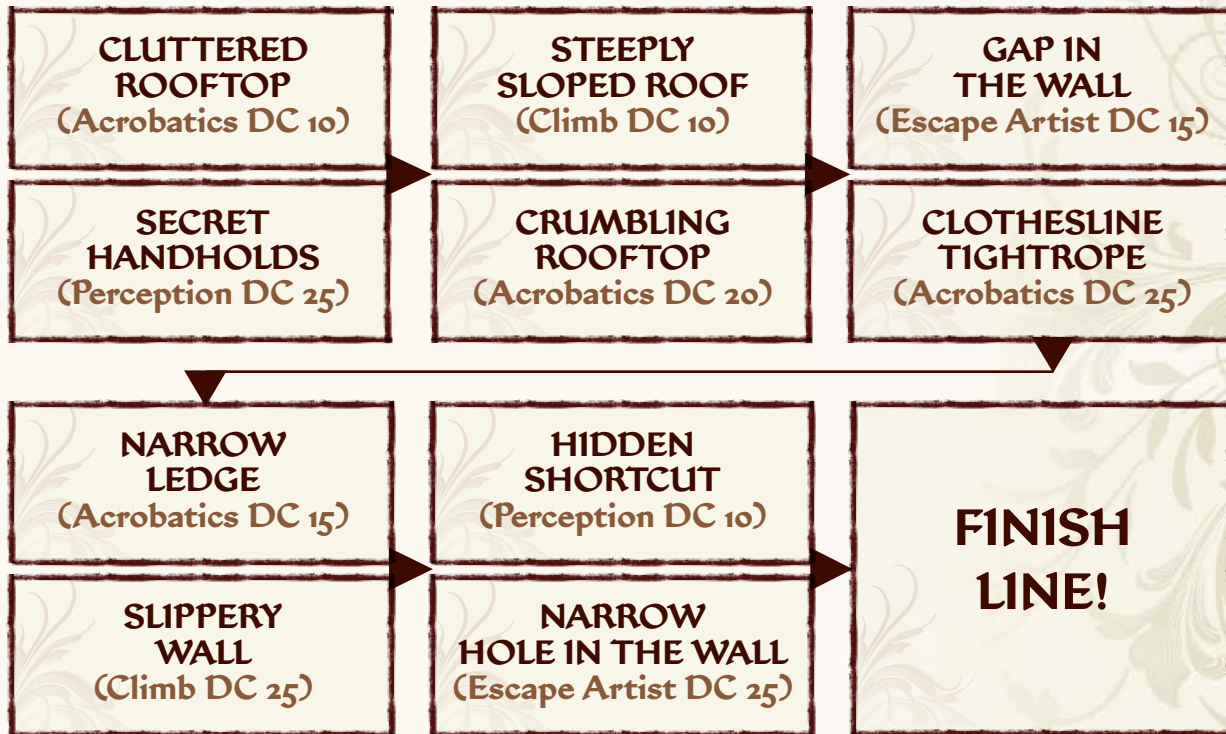 CLUTTERED
ROOFTOP
(Acrobatics DC 10)
SECRET
HANDHOLDS
(Perception DC 25)
STEEPLY
SLOPED ROOF
(Climb DC 10)
CRUMBLING
ROOFTOP
(Acrobatics DC 20)
GAP IN
THE WALL
(Escape Artist DC 15)
CLOTHESLINE
TIGHTROPE
(Acrobatics DC 25)
NARROW
LEDGE
(Acrobatics DC 15)
SLIPPERY
WALL
(Climb DC 25)
HIDDEN
SHORTCUT
(Perception DC 10)
NARROW
HOLE IN THE WALL
(Escape Artist DC 25)
FINISH
LINE!